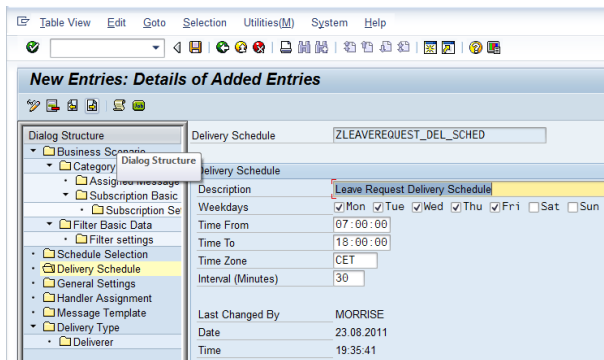 Table View Edit Goto Selection Utilities(M) System Help
New Entries: Details of Added Entries
Dialog Structure
Business Scenario
Category
Dialog Structure
Assigned Message
Subscription Basic
Subscription Se
Filter Basic Data
Filter settings
Schedule Selection
Delivery Schedule
General Settings
Handler Assignment
Message Template
Delivery Type
Deliverer
Delivery Schedule ZLEAVEREQUEST_DEL_SCHED
Delivery Schedule
Description Leave Request Delivery Schedule
Weekdays Mon Tue Wed Thu Fri Sat Sun
Time From 07:00:00
Time To 18:00:00
Time Zone CET
Interval (Minutes) 30
Last Changed By MORRISE
Date 23.08.2011
Time 19:35:41